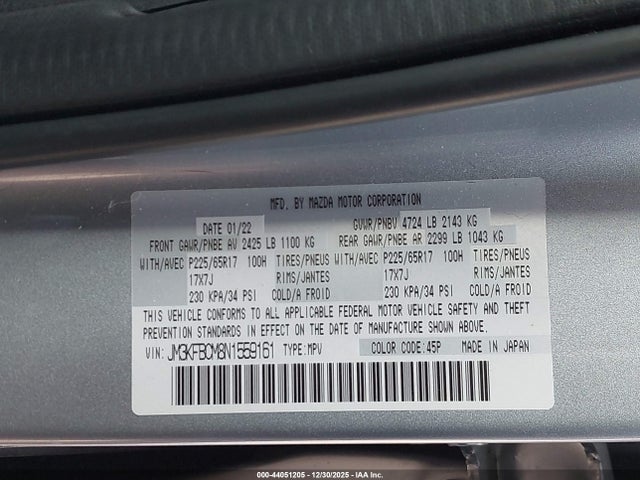 MFD. BY MAZDA MOTOR CORPORATION
DATE 01/22 GVWR/PNBV 4724 LB 2143 KG
FRONT GAWR/PNBE AV 2425 LB 1100 KG REAR GAWR/PNBE AR 2299 LB 1043 KG
WITH/AVEC P225/65R17 100H TIRES/PNEUS WITH/AVEC P225/65R17 100H TIRES/PNEUS
17X7J RIMS/JANTES 17X7J RIMS/JANTES
230 KPA/34 PSI COLD/A FROID 230 KPA/34 PSI COLD/A FROID
THIS VEHICLE CONFORMS TO ALL APPLICABLE FEDERAL MOTOR VEHICLE SAFETY AND THEFT
PREVENTION STANDARDS IN EFFECT ON THE DATE OF MANUFACTURE SHOWN ABOVE.
VIN: JM3KFBCM8N1559161 TYPE:MPV COLOR CODE:45P MADE IN JAPAN
000-44051205 - 12/30/2025 - IAA Inc.